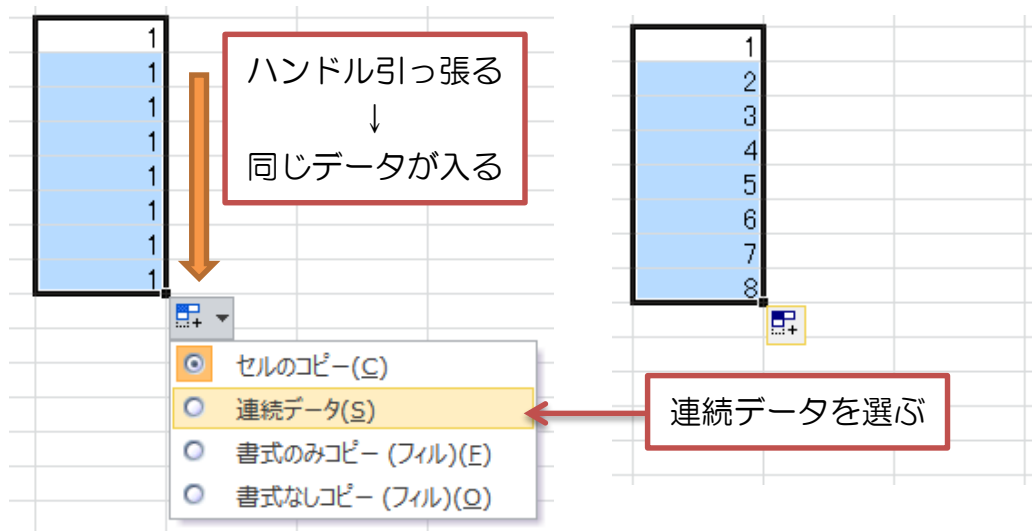 1
1
1
1
1
1
1
1
ハンドル引っ張る
↓
同じデータが入る
セルのコピー(C)
連続データ(S)
書式のみコピー (フィル)(F)
書式なしコピー (フィル)(O)
1
2
3
4
5
6
7
8
連続データを選ぶ